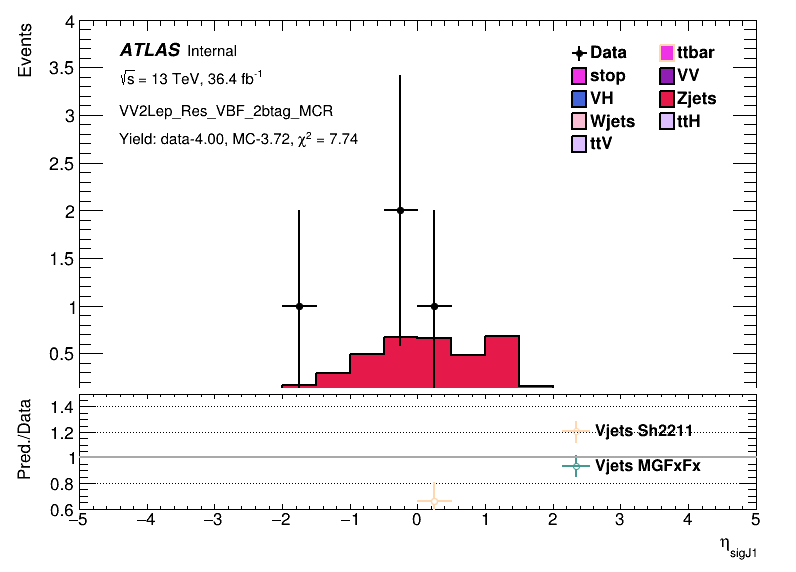 Events
4
3.5
3
2.5
2
1.5
1
0.5
ATLAS Internal
√s = 13 TeV, 36.4 fb⁻¹
VV2Lep_Res_VBF_2btag_MCR
Yield: data-4.00, MC-3.72, χ² = 7.74
Data ttbar
stop VV
VH Zjets
Wjets ttH
ttV
Pred./Data
1.4
1.2
1
0.8
0.6
Vjets Sh2211
Vjets MGFxFx
−5 −4 −3 −2 −1 0 1 2 3 4 5
η sigJ1